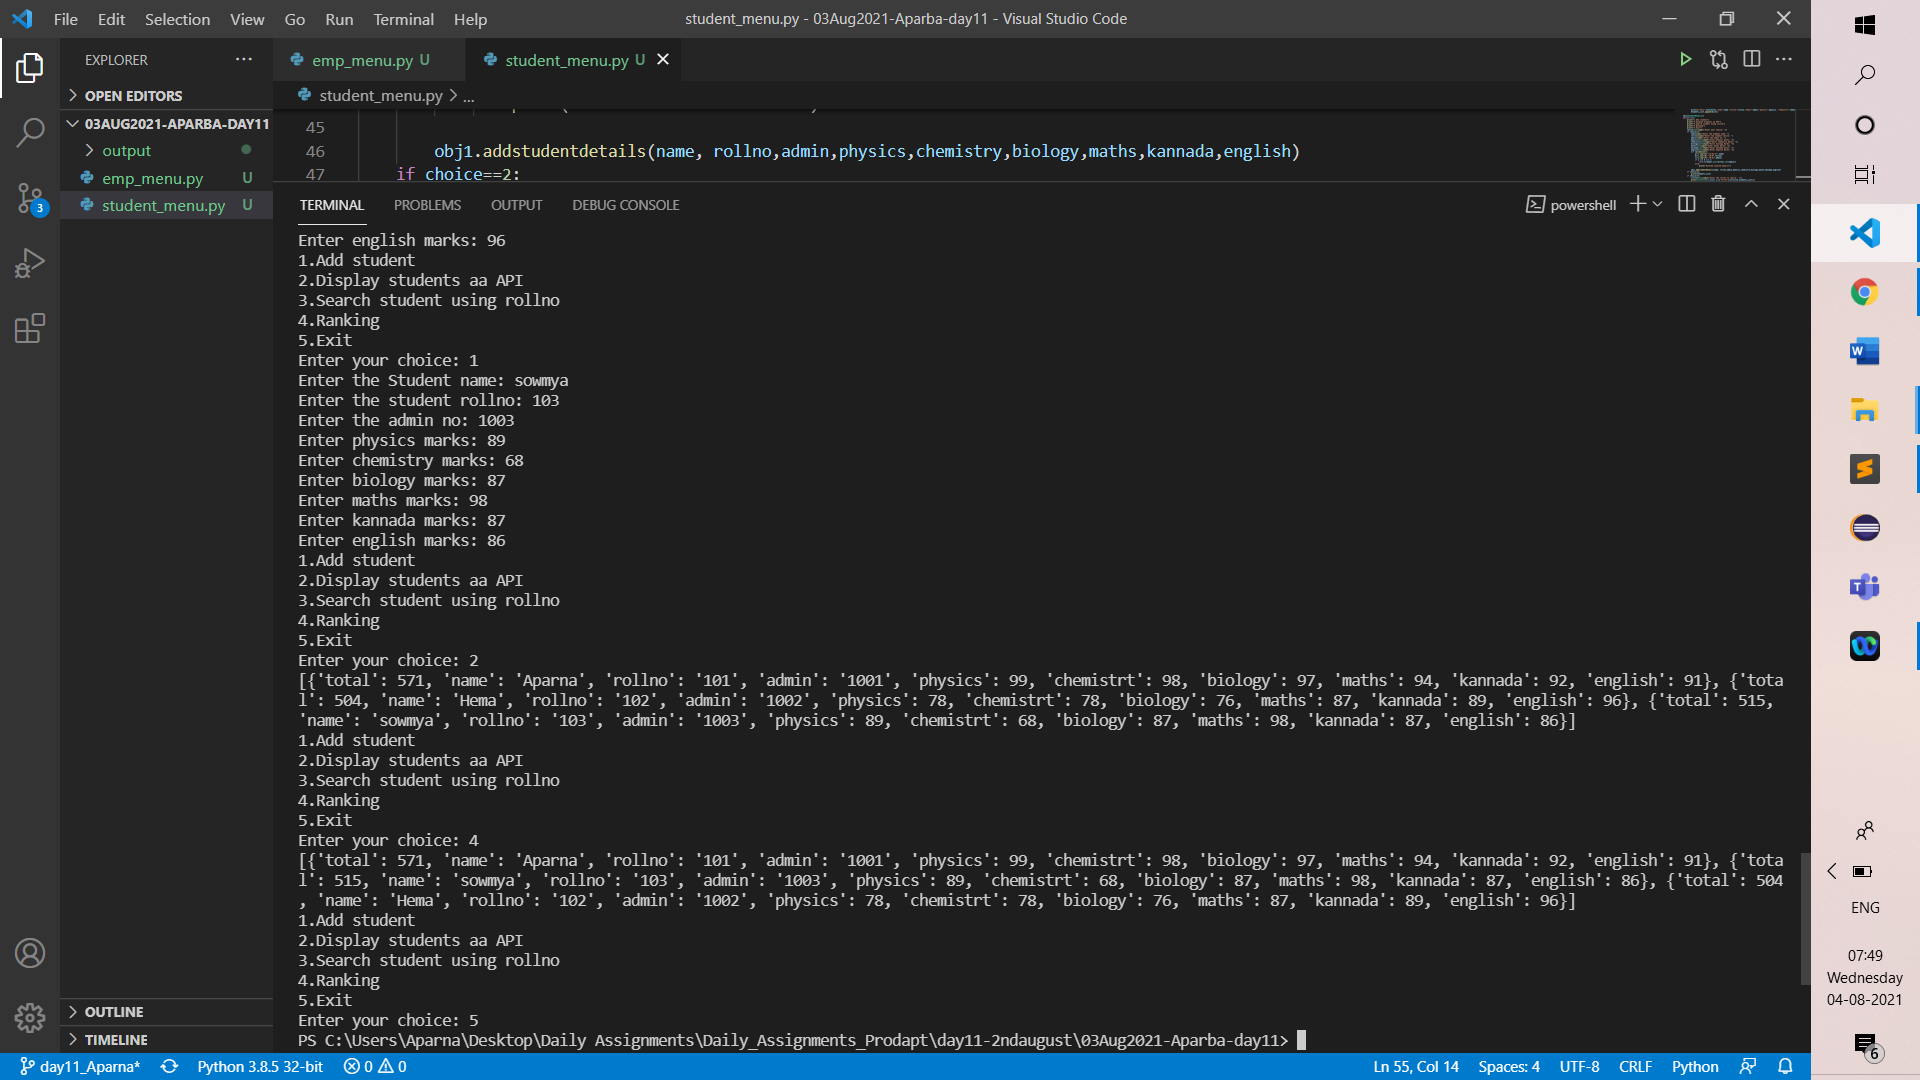 File Edit Selection View Go Run Terminal Help
student_menu.py - 03Aug2021-Aparba-day11 - Visual Studio Code
EXPLORER
OPEN EDITORS
03AUG2021-APARBA-DAY11
output
emp_menu.py U
student_menu.py U
OUTLINE
TIMELINE
3
emp_menu.py U
student_menu.py U
student_menu.py > ...
45
46 obj1.addstudentdetails(name, rollno,admin,physics,chemistry,biology,maths,kannada,english)
47 if choice==2:
TERMINAL PROBLEMS OUTPUT DEBUG CONSOLE
powershell
Enter english marks: 96
1.Add student
2.Display students aa API
3.Search student using rollno
4.Ranking
5.Exit
Enter your choice: 1
Enter the Student name: sowmya
Enter the student rollno: 103
Enter the admin no: 1003
Enter physics marks: 89
Enter chemistry marks: 68
Enter biology marks: 87
Enter maths marks: 98
Enter kannada marks: 87
Enter english marks: 86
1.Add student
2.Display students aa API
3.Search student using rollno
4.Ranking
5.Exit
Enter your choice: 2
[{'total': 571, 'name': 'Aparna', 'rollno': '101', 'admin': '1001', 'physics': 99, 'chemistrt': 98, 'biology': 97, 'maths': 94, 'kannada': 92, 'english': 91}, {'tota
l': 504, 'name': 'Hema', 'rollno': '102', 'admin': '1002', 'physics': 78, 'chemistrt': 78, 'biology': 76, 'maths': 87, 'kannada': 89, 'english': 96}, {'total': 515,
'name': 'sowmya', 'rollno': '103', 'admin': '1003', 'physics': 89, 'chemistrt': 68, 'biology': 87, 'maths': 98, 'kannada': 87, 'english': 86}]
1.Add student
2.Display students aa API
3.Search student using rollno
4.Ranking
5.Exit
Enter your choice: 4
[{'total': 571, 'name': 'Aparna', 'rollno': '101', 'admin': '1001', 'physics': 99, 'chemistrt': 98, 'biology': 97, 'maths': 94, 'kannada': 92, 'english': 91}, {'tota
l': 515, 'name': 'sowmya', 'rollno': '103', 'admin': '1003', 'physics': 89, 'chemistrt': 68, 'biology': 87, 'maths': 98, 'kannada': 87, 'english': 86}, {'total': 504
, 'name': 'Hema', 'rollno': '102', 'admin': '1002', 'physics': 78, 'chemistrt': 78, 'biology': 76, 'maths': 87, 'kannada': 89, 'english': 96}]
1.Add student
2.Display students aa API
3.Search student using rollno
4.Ranking
5.Exit
Enter your choice: 5
PS C:\Users\Aparna\Desktop\Daily Assignments\Daily_Assignments_Prodapt\day11-2ndaugust\03Aug2021-Aparba-day11>
day11_Aparna* Python 3.8.5 32-bit 0 0
Ln 55, Col 14 Spaces: 4 UTF-8 CRLF Python
ENG
07:49
Wednesday
04-08-2021
6